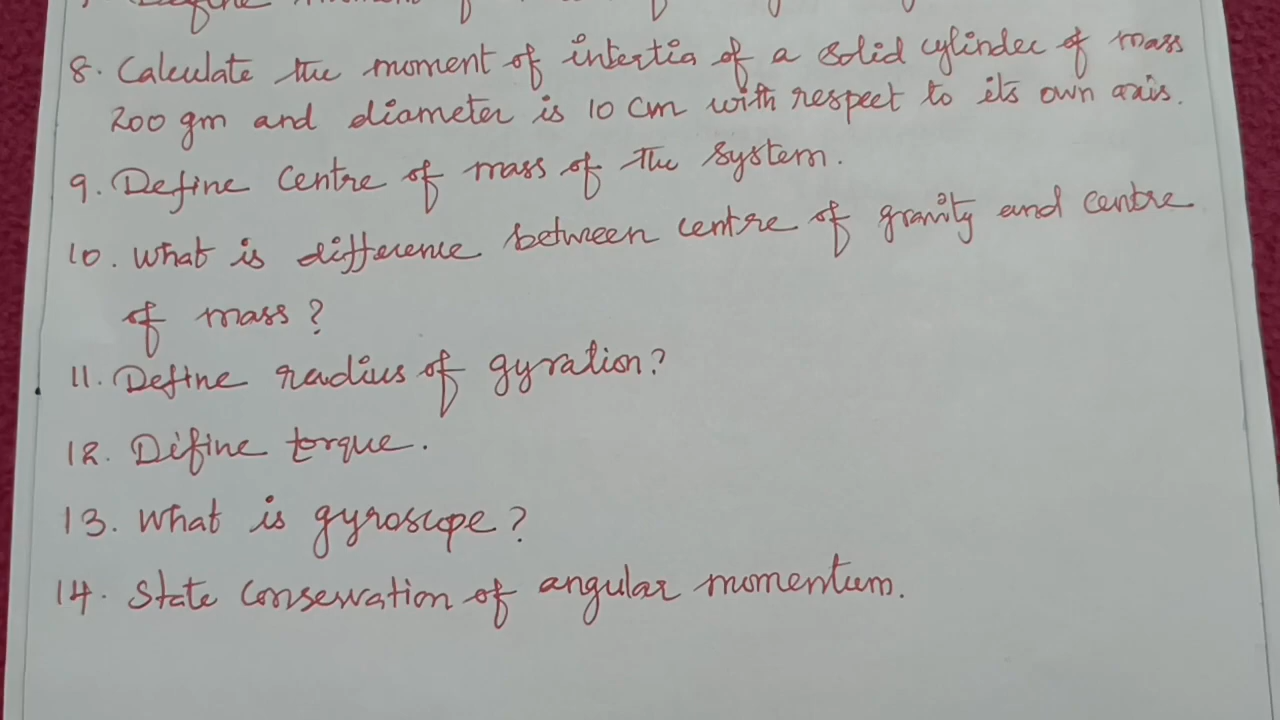 8. Calculate the moment of intertia of a solid cylinder of mass
200 gm and diameter is 10 cm with respect to its own axis.
9. Define centre of mass of the system.
10. What is difference between centre of gravity and centre
of mass?
11. Define radius of gyration?
12. Difine torque.
13. What is gyroscope?
14. State conservation of angular momentum.